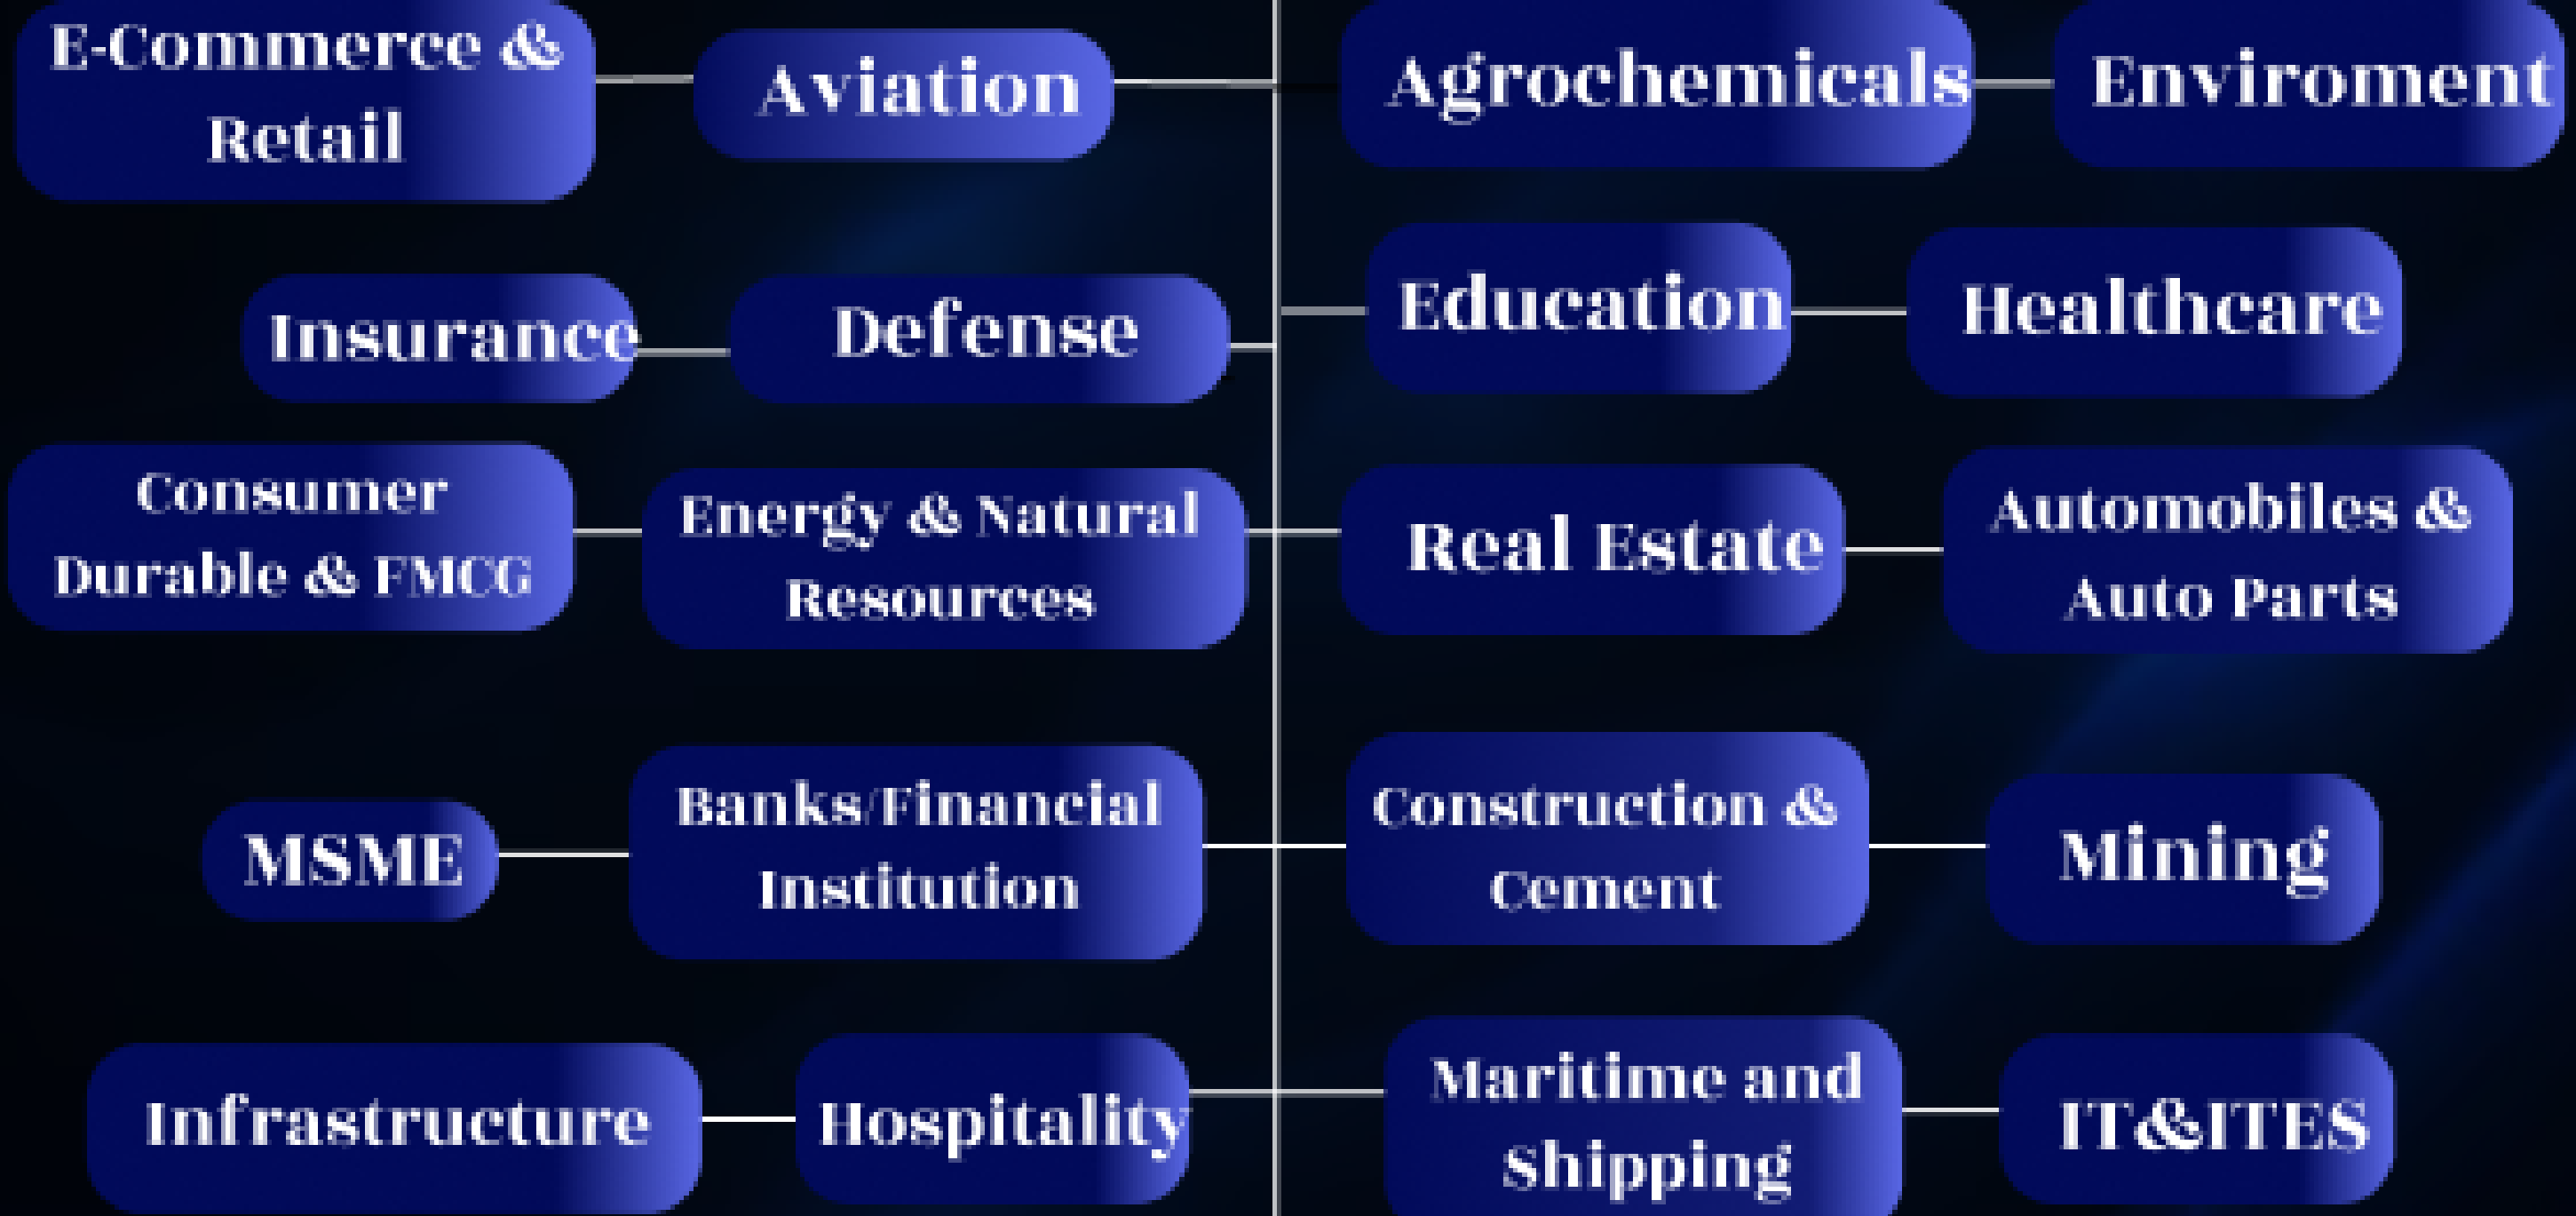 E-Commerce &
Retail
Aviation
Agrochemicals
Enviroment
Insurance
Defense
Education
Healthcare
Consumer
Durable & FMCG
Energy & Natural
Resources
Real Estate
Automobiles &
Auto Parts
MSME
Banks/Financial
Institution
Construction &
Cement
Mining
Infrastructure
Hospitality
Maritime and
Shipping
IT&ITES